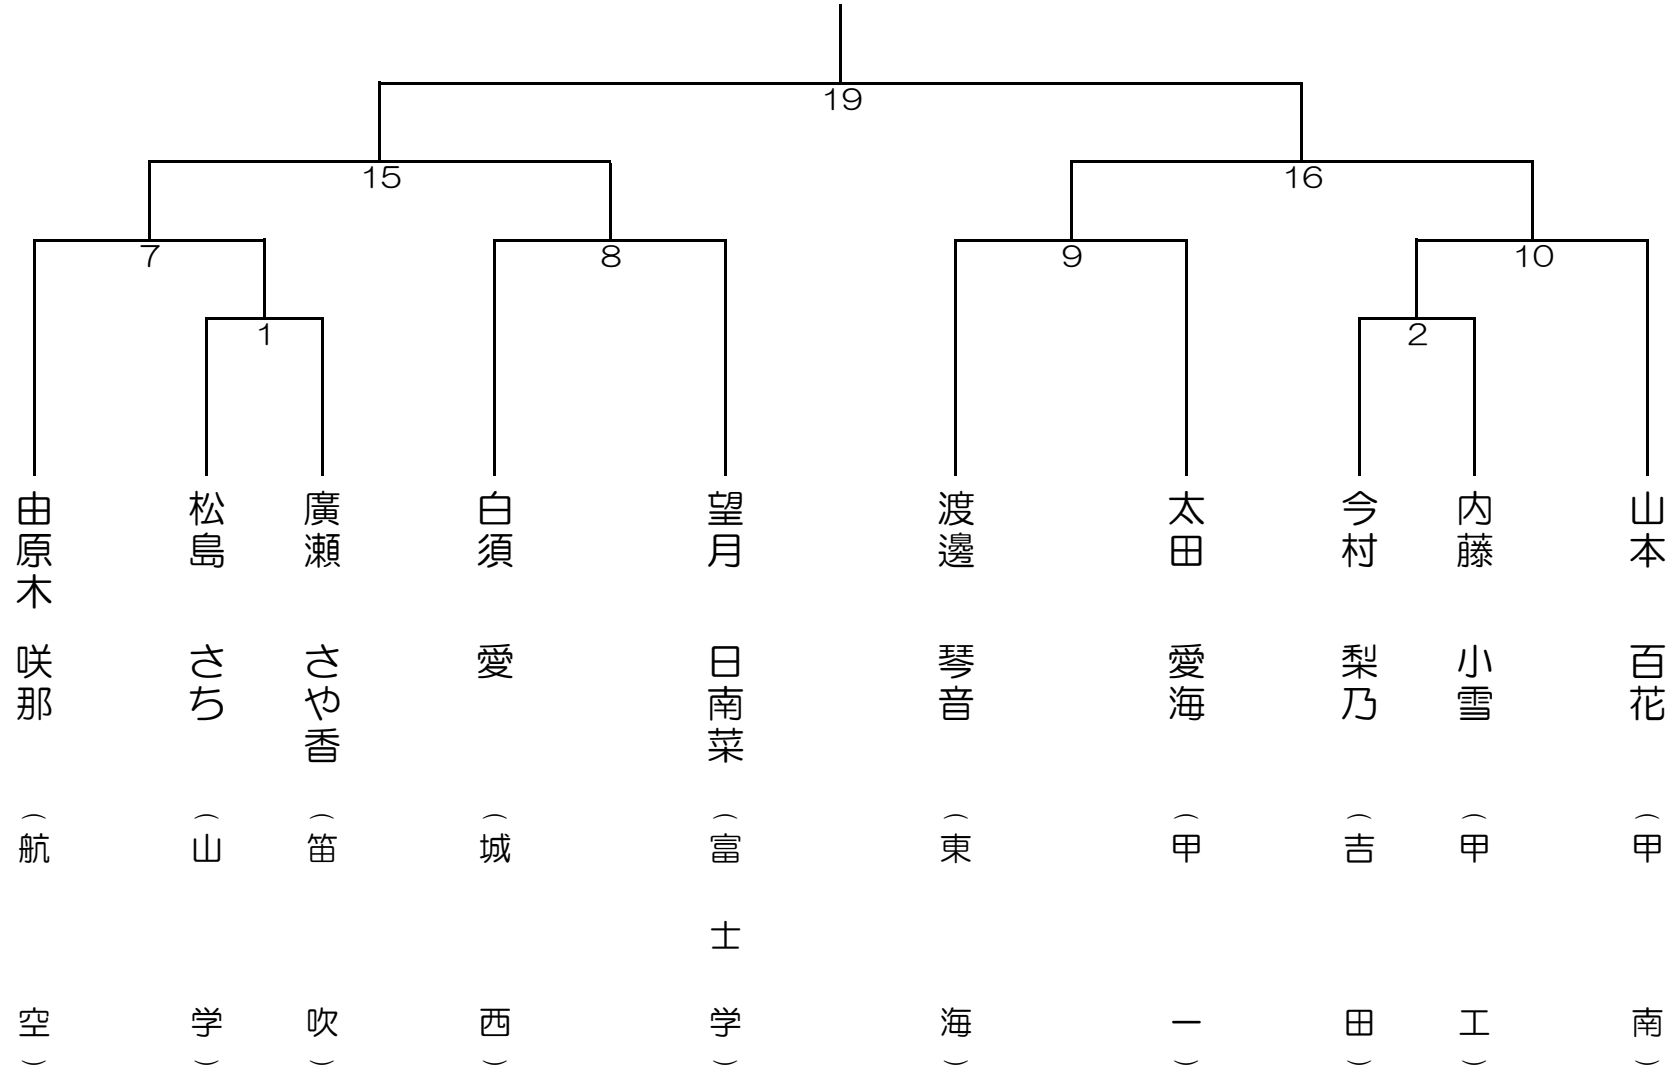 19
15
16
7
8
9
10
1
2
由原木 咲那 （航空）
松島 さち （山学）
廣瀬 さや香 （笛吹）
白須 愛 （城西）
望月 日南菜 （富士学）
渡邊 琴音 （東海）
太田 愛海 （甲一）
今村 梨乃 （吉田）
内藤 小雪 （甲工）
山本 百花 （甲南）